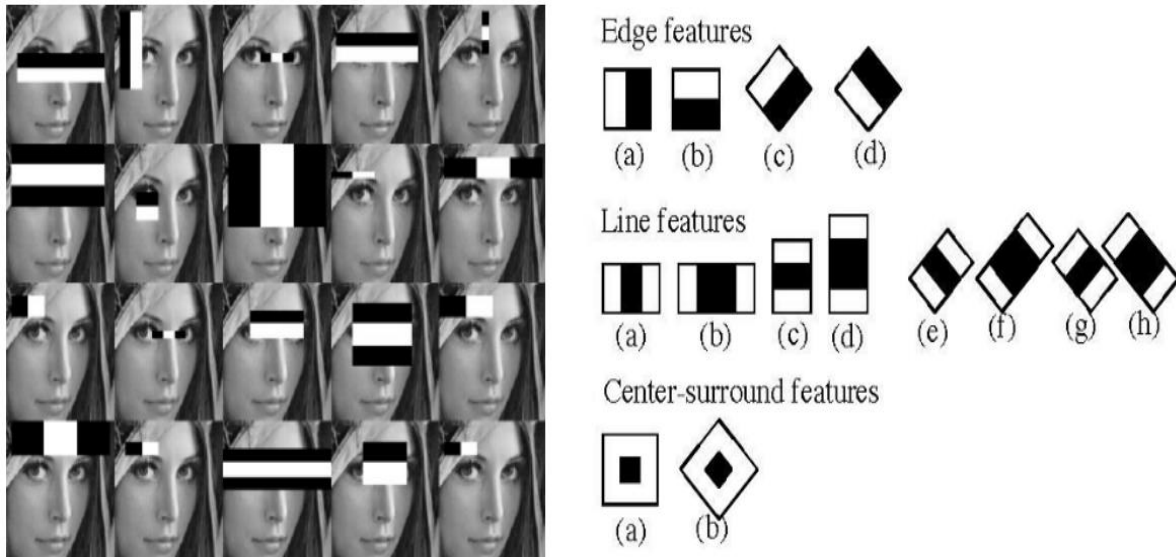 Edge features
(a) (b) (c) (d)
Line features
(a) (b) (c) (d) (e) (f) (g) (h)
Center-surround features
(a) (b)